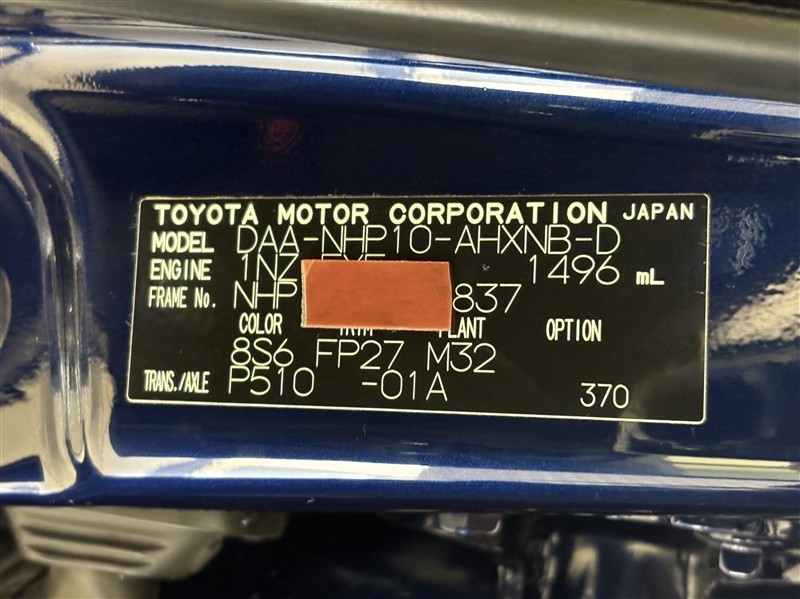 TOYOTA MOTOR CORPORATION JAPAN
MODEL DAA-NHP10-AHXNB-D
ENGINE 1NZ 1496 mL
FRAME No. NHP 837
COLOR OPTION
8S6 FP27 M32
TRANS./AXLE P510 -01A 370